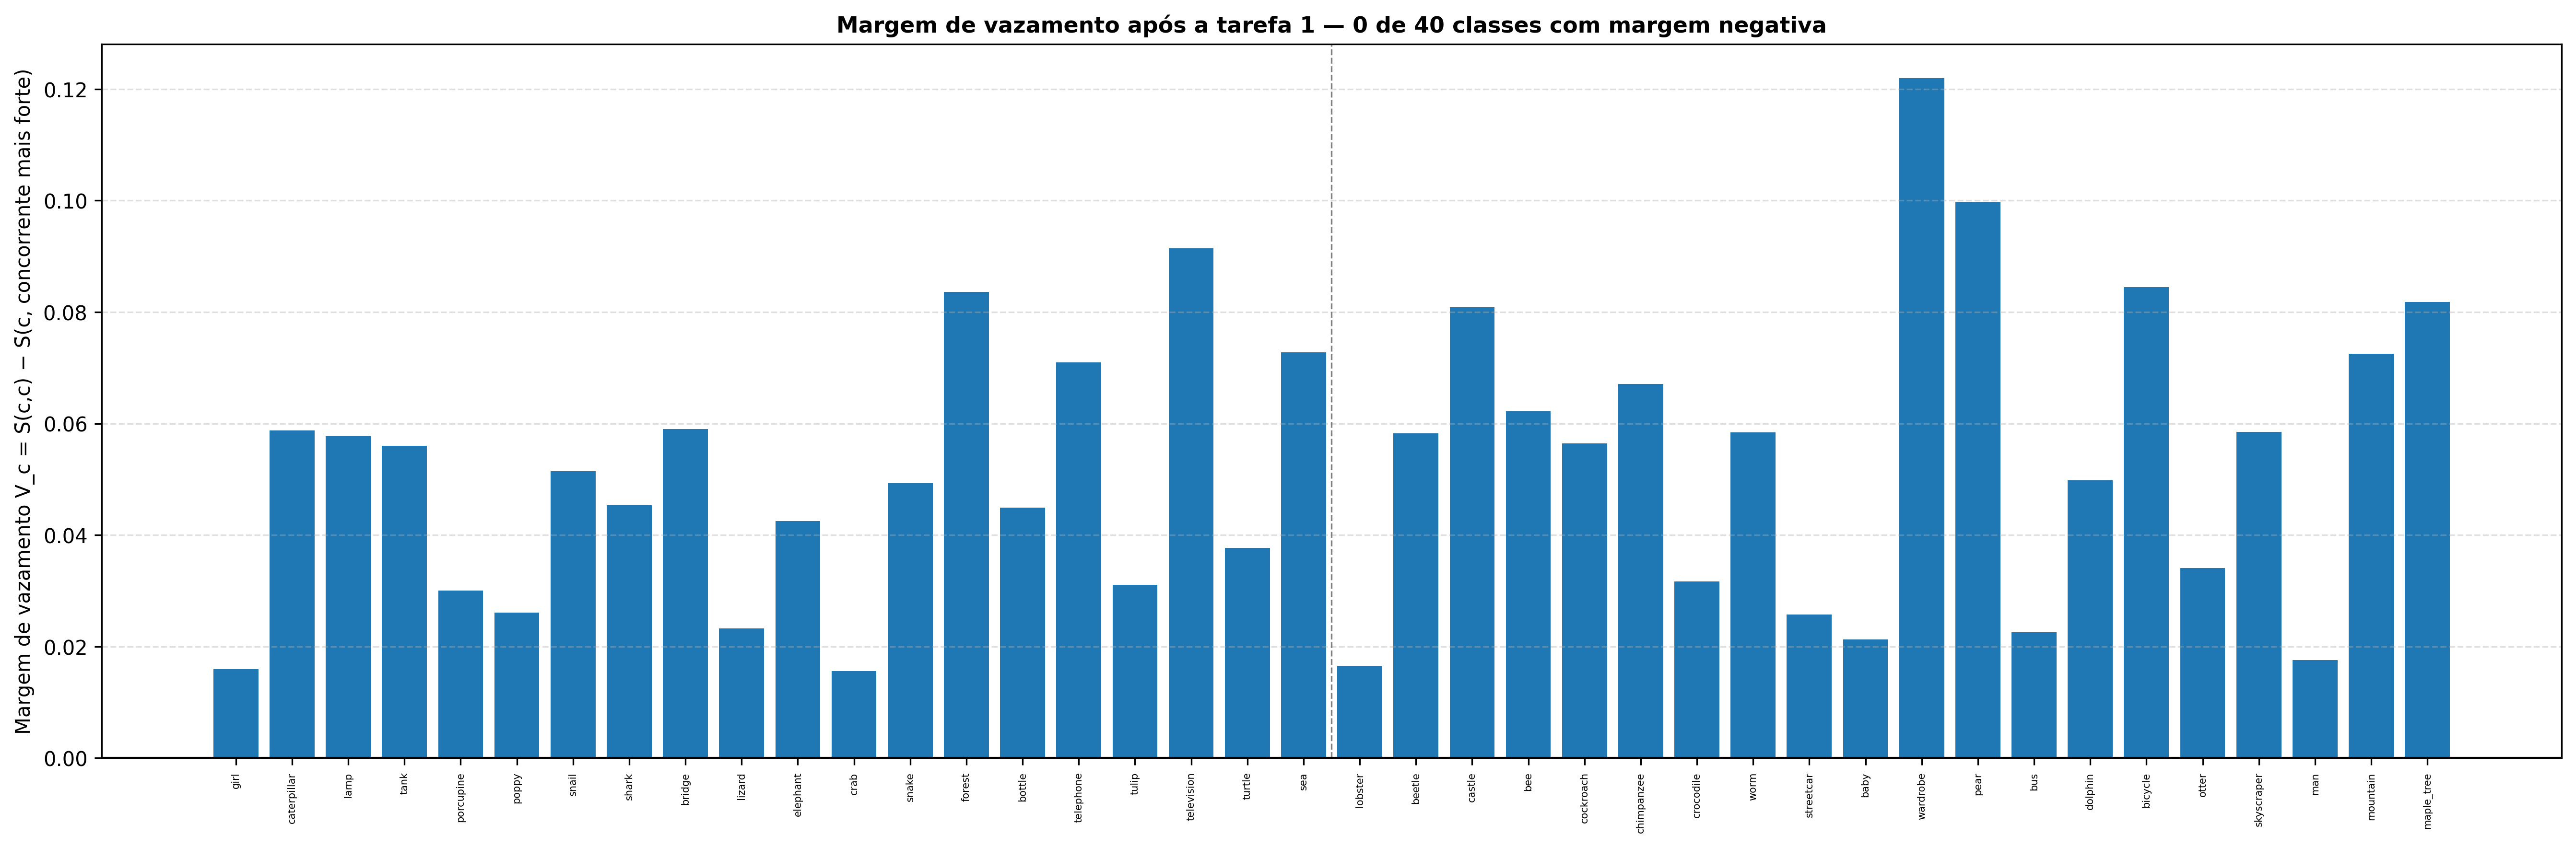 Margem de vazamento após a tarefa 1 — 0 de 40 classes com margem negativa
Margem de vazamento V_c = S(c,c) − S(c, concorrente mais forte)
0.12
0.10
0.08
0.06
0.04
0.02
0.00
girl
caterpillar
lamp
tank
porcupine
poppy
snail
shark
bridge
lizard
elephant
crab
snake
forest
bottle
telephone
tulip
television
turtle
sea
lobster
beetle
castle
bee
cockroach
chimpanzee
crocodile
worm
streetcar
baby
wardrobe
pear
bus
dolphin
bicycle
otter
skyscraper
man
mountain
maple_tree